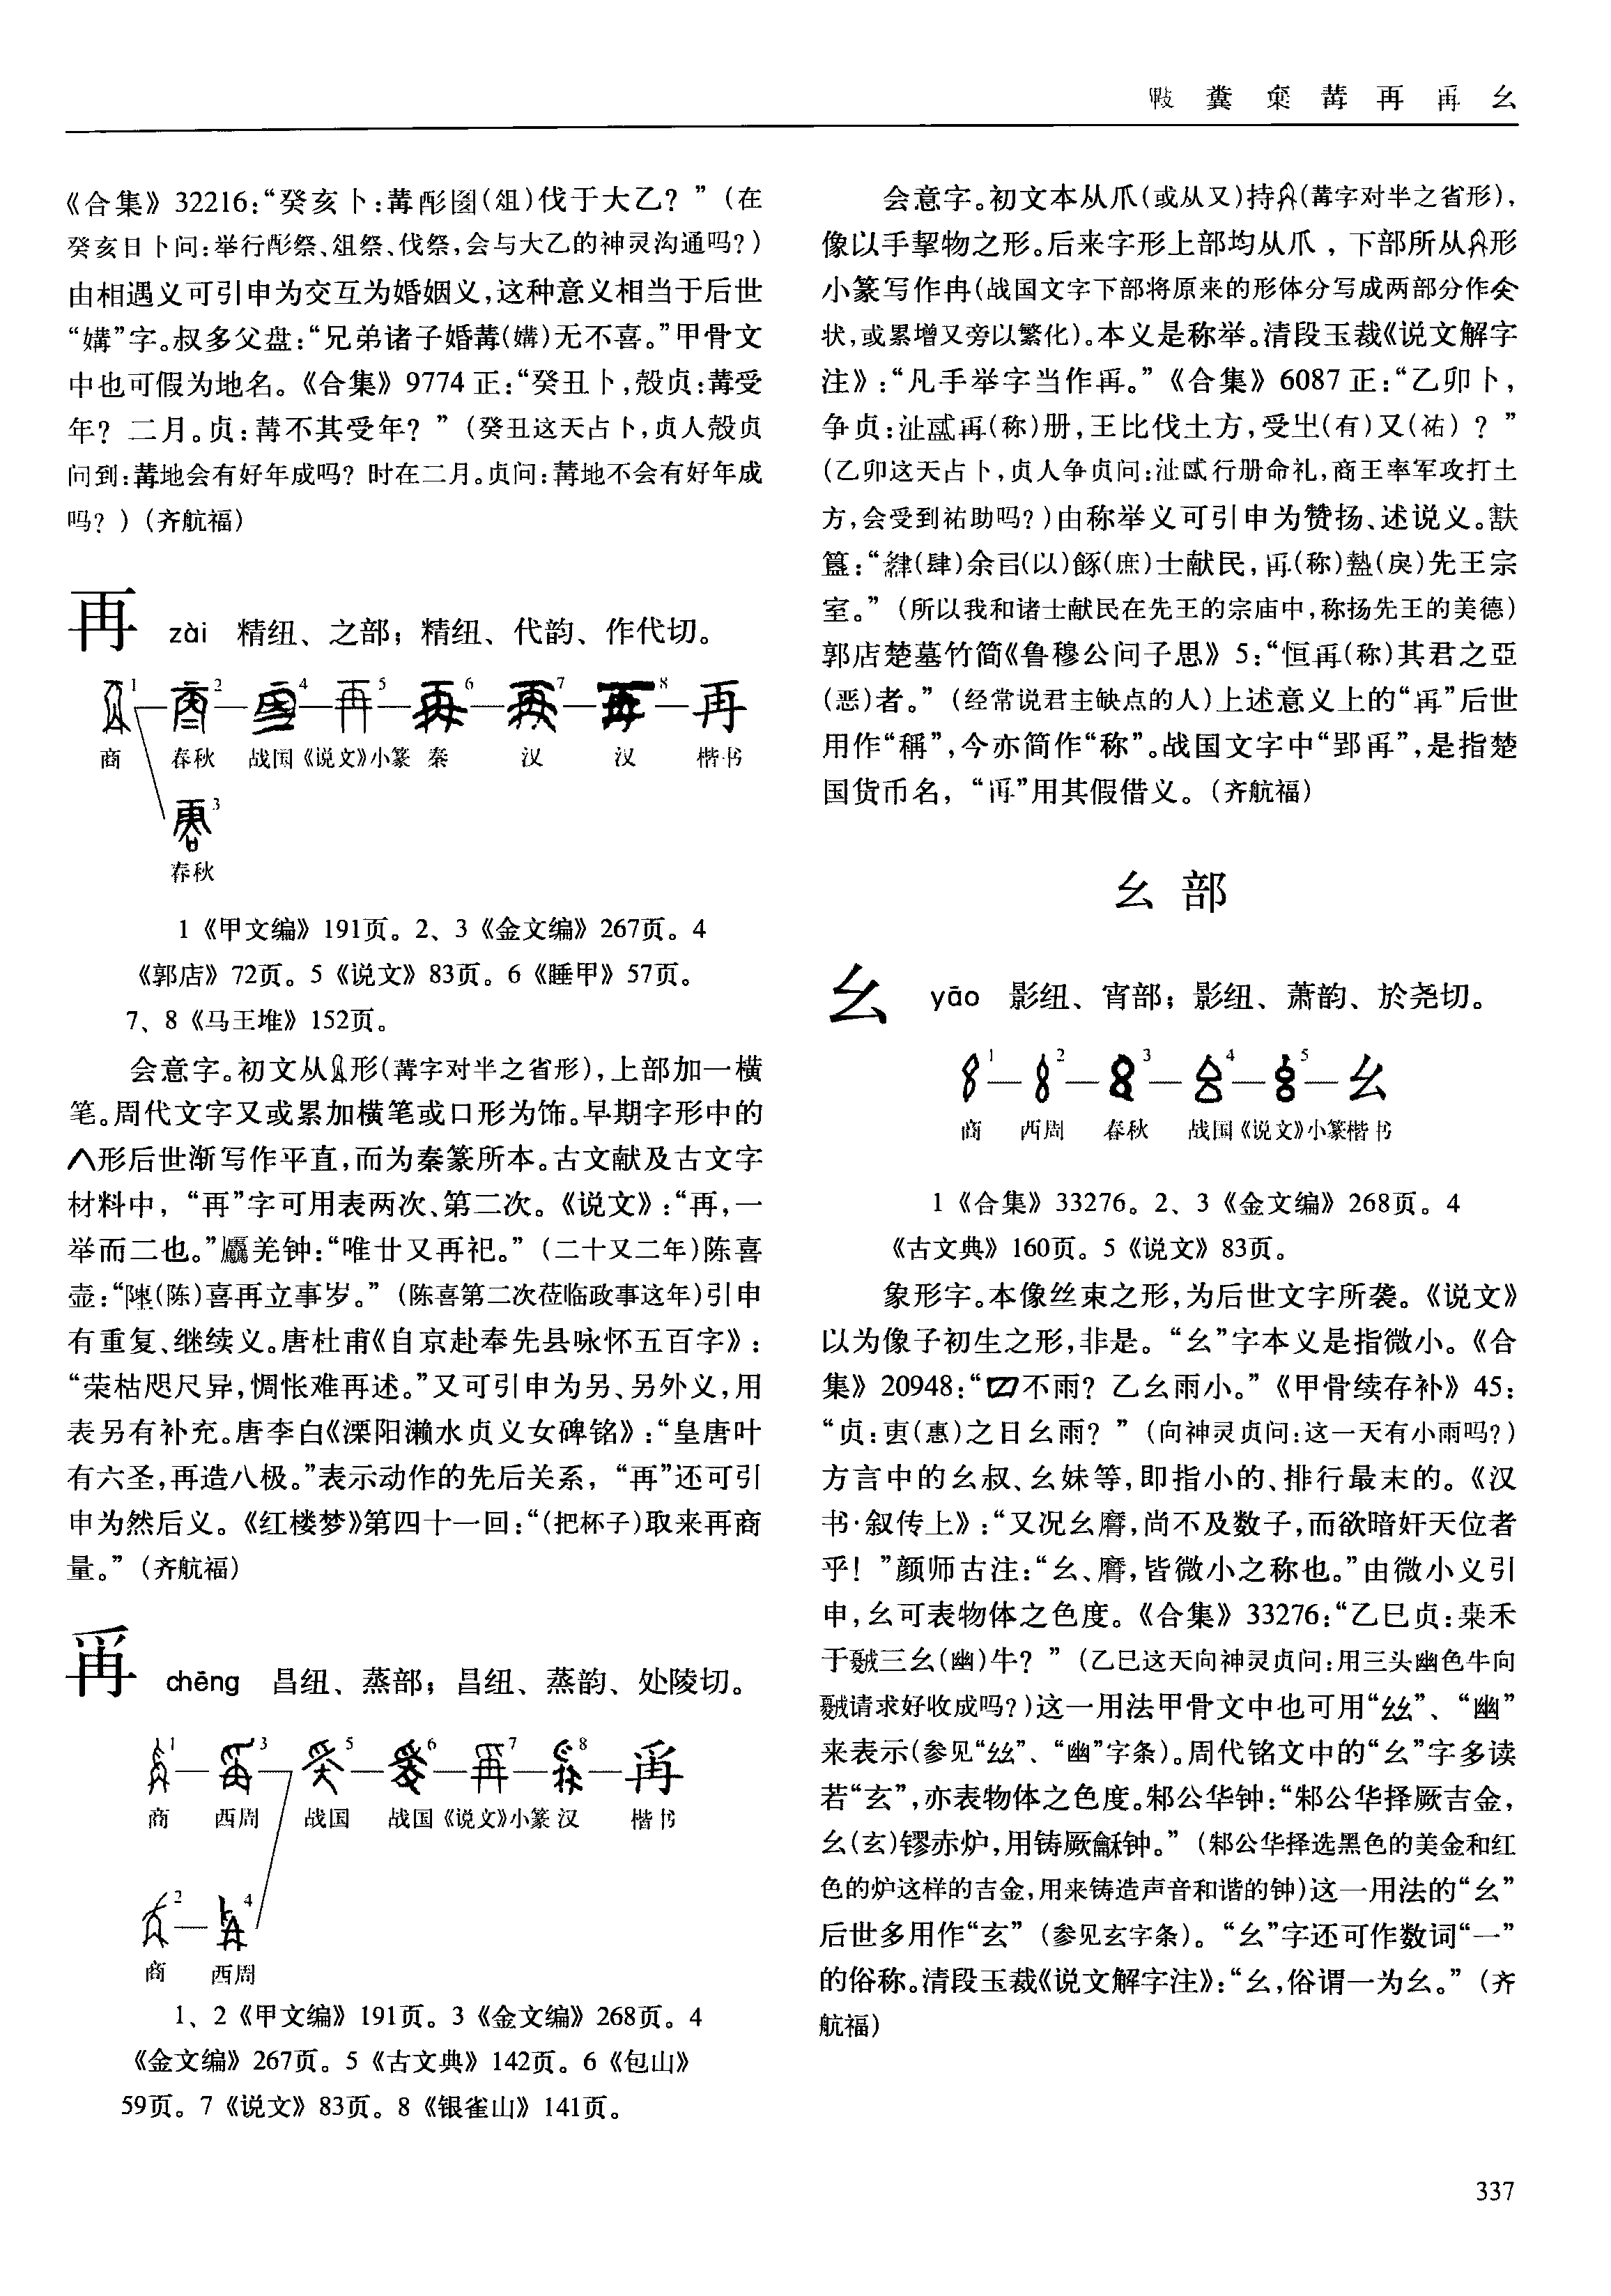 糞 棄 冓 再 爯 幺
《合集》32216:“癸亥卜:冓 (俎)伐于大乙？”(在
癸亥日卜问:举行肜祭、俎祭、伐祭,会与大乙的神灵沟通吗?)
由相遇义可引申为交互为婚姻义,这种意义相当于后世
“媾”字。叔多父盘:“兄弟诸子婚冓(媾)无不喜。”甲骨文
中也可假为地名。《合集》9774正:“癸丑卜,殻贞:冓受
年？二月。贞:冓不其受年？”(癸丑这天占卜,贞人殻贞
问到:冓地会有好年成吗？时在二月。贞问:冓地不会有好年成
吗？)(齐航福)
再 zài 精纽、之部；精纽、代韵、作代切。
1 2 4 5 6 7 8 再
商 春秋 战国《说文》小篆 秦 汉 汉 楷书
3
春秋
1《甲文编》191页。2、3《金文编》267页。4
《郭店》72页。5《说文》83页。6《睡甲》57页。
7、8《马王堆》152页。
会意字。初文从 形(冓字对半之省形),上部加一横
笔。周代文字又或累加横笔或口形为饰。早期字形中的
形后世渐写作平直,而为秦篆所本。古文献及古文字
材料中，“再”字可用表两次、第二次。《说文》:“再,一
举而二也。”羌钟:“唯廿又再祀。”(二十又二年)陈喜
壶:“(陈)喜再立事岁。”(陈喜第二次莅临政事这年)引申
有重复、继续义。唐杜甫《自京赴奉先县咏怀五百字》:
“荣枯咫尺异,惆怅难再述。”又可引申为另、另外义,用
表另有补充。唐李白《溧阳濑水贞义女碑铭》:“皇唐叶
有六圣,再造八极。”表示动作的先后关系，“再”还可引
申为然后义。《红楼梦》第四十一回:“(把杯子)取来再商
量。”(齐航福)
爯 chēng 昌纽、蒸部；昌纽、蒸韵、处陵切。
1 3 5 6 7 8 爯
商 西周 战国 战国《说文》小篆 汉 楷书
2 4
商 西周
1、2《甲文编》191页。3《金文编》268页。4
《金文编》267页。5《古文典》142页。6《包山》
59页。7《说文》83页。8《银雀山》141页。
会意字。初文本从爪(或从又)持(冓字对半之省形),
像以手挈物之形。后来字形上部均从爪，下部所从形
小篆写作冉(战国文字下部将原来的形体分写成两部分作
状,或累增又旁以繁化)。本义是称举。清段玉裁《说文解字
注》:“凡手举字当作爯。”《合集》6087正:“乙卯卜,
争贞:沚𢦔爯(称)册,王比伐土方,受㞢(有)又(祐)？”
(乙卯这天占卜,贞人争贞问:沚𢦔行册命礼,商王率军攻打土
方,会受到祐助吗?)由称举义可引申为赞扬、述说义。㝬
簋:“(肆)余㠯(以)(庶)士献民,爯(称)盭(戾)先王宗
室。”(所以我和诸士献民在先王的宗庙中,称扬先王的美德)
郭店楚墓竹简《鲁穆公问子思》5:“恒爯(称)其君之亞
(恶)者。”(经常说君主缺点的人)上述意义上的“爯”后世
用作“稱”,今亦简作“称”。战国文字中“郢爯”,是指楚
国货币名，“爯”用其假借义。(齐航福)
幺 部
幺 yāo 影纽、宵部；影纽、萧韵、於尧切。
1 2 3 4 5 幺
商 西周 春秋 战国《说文》小篆楷书
1《合集》33276。2、3《金文编》268页。4
《古文典》160页。5《说文》83页。
象形字。本像丝束之形,为后世文字所袭。《说文》
以为像子初生之形,非是。“幺”字本义是指微小。《合
集》20948:“不雨？乙幺雨小。”《甲骨续存补》45:
“贞:叀(惠)之日幺雨？”(向神灵贞问:这一天有小雨吗?)
方言中的幺叔、幺妹等,即指小的、排行最末的。《汉
书·叙传上》:“又况幺麿,尚不及数子,而欲暗奸天位者
乎！”颜师古注:“幺、麿,皆微小之称也。”由微小义引
申,幺可表物体之色度。《合集》33276:“乙巳贞:𠦪禾
于三幺(幽)牛？”(乙巳这天向神灵贞问:用三头幽色牛向
请求好收成吗?)这一用法甲骨文中也可用“𢆶”、“幽”
来表示(参见“𢆶”、“幽”字条)。周代铭文中的“幺”字多读
若“玄”,亦表物体之色度。邾公华钟:“邾公华择厥吉金,
幺(玄)镠赤炉,用铸厥龢钟。”(邾公华择选黑色的美金和红
色的炉这样的吉金,用来铸造声音和谐的钟)这一用法的“幺”
后世多用作“玄”(参见玄字条)。“幺”字还可作数词“一”
的俗称。清段玉裁《说文解字注》:“幺,俗谓一为幺。”(齐
航福)
337